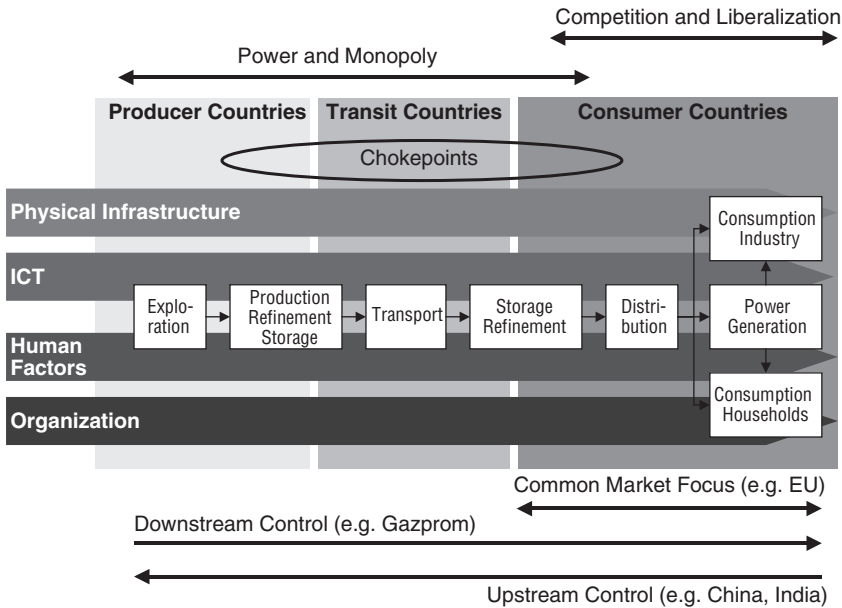 Competition and Liberalization
Power and Monopoly
Producer Countries
Transit Countries
Consumer Countries
Chokepoints
Physical Infrastructure
Consumption
Industry
ICT
Explo-
ration
Production
Refinement
Storage
Transport
Storage
Refinement
Distri-
bution
Power
Generation
Human
Factors
Consumption
Households
Organization
Common Market Focus (e.g. EU)
Downstream Control (e.g. Gazprom)
Upstream Control (e.g. China, India)